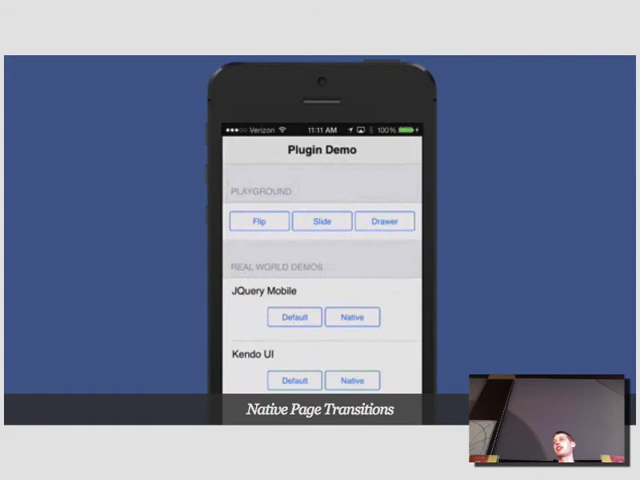 Verizon 11:11 AM 100%
Plugin Demo
PLAYGROUND
Flip Slide Drawer
REAL WORLD DEMOS
JQuery Mobile
Default Native
Kendo UI
Default Native
Native Page Transitions